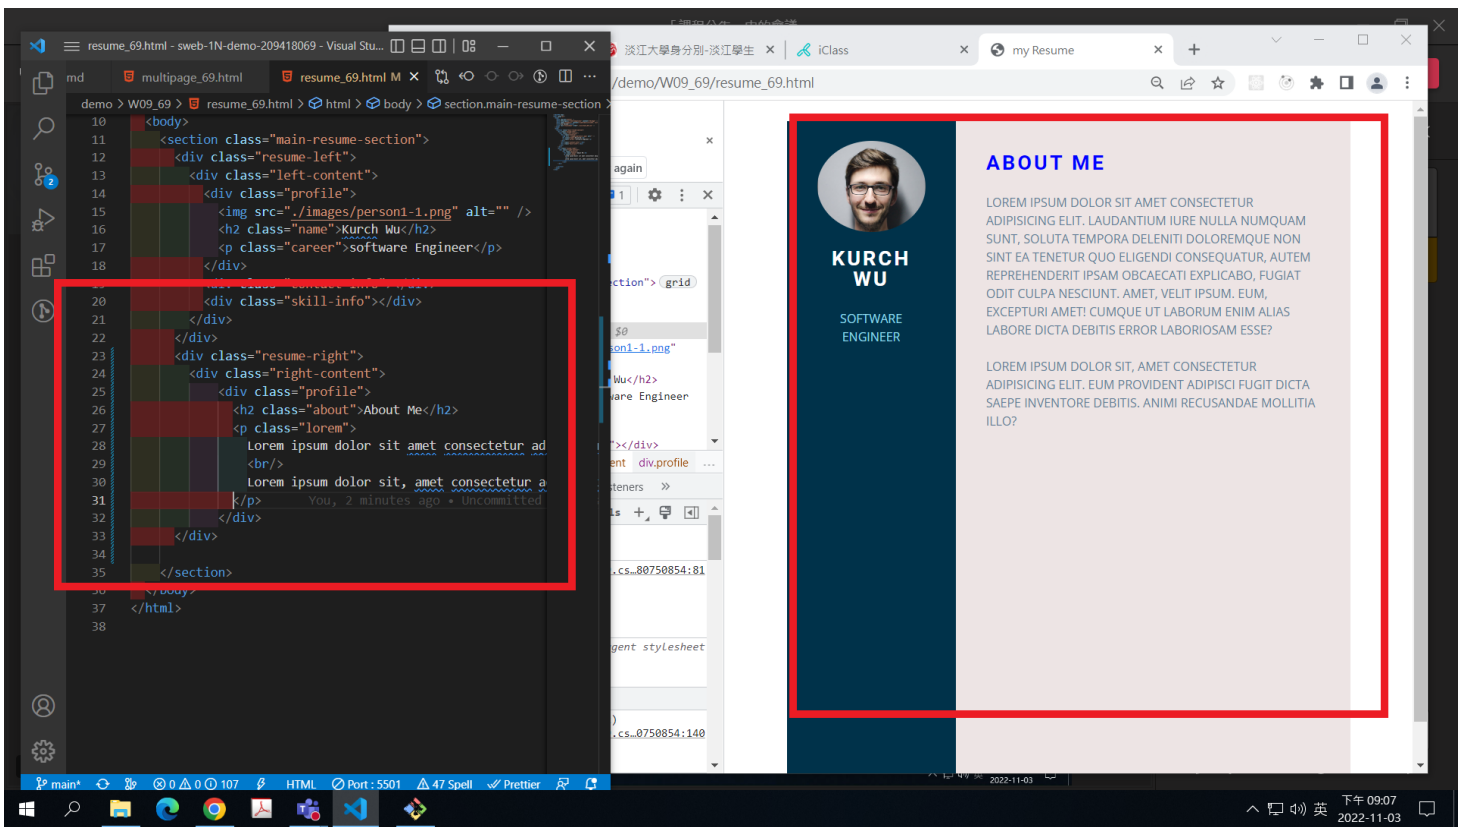 resume_69.html - sweb-1N-demo-209418069 - Visual Stu...
md
multipage_69.html
resume_69.html M
demo > W09_69 > resume_69.html > html > body > section.main-resume-section >
10 <body>
11 <section class="main-resume-section">
12 <div class="resume-left">
13 <div class="left-content">
14 <div class="profile">
15 <img src="./images/person1-1.png" alt="" />
16 <h2 class="name">Kurch Wu</h2>
17 <p class="career">software Engineer</p>
18 </div>
20 <div class="skill-info"></div>
21 </div>
22 </div>
23 <div class="resume-right">
24 <div class="right-content">
25 <div class="profile">
26 <h2 class="about">About Me</h2>
27 <p class="lorem">
28 Lorem ipsum dolor sit amet consectetur ad
29 <br/>
30 Lorem ipsum dolor sit, amet consectetur a
31 </p> You, 2 minutes ago • Uncommitted
32 </div>
33 </div>
34
35 </section>
36 </body>
37 </html>
38
2
main*
0 0 107
HTML
Port : 5501
47 Spell
Prettier
淡江大學身分別-淡江學生
iClass
my Resume
/demo/W09_69/resume_69.html
again
1
ction"> grid
$0
son1-1.png"
Wu</h2>
ware Engineer
"></div>
ent div.profile ...
steners
ls
.cs…80750854:81
gent stylesheet
)
.cs…0750854:140
KURCH
WU
SOFTWARE
ENGINEER
ABOUT ME
LOREM IPSUM DOLOR SIT AMET CONSECTETUR
ADIPISICING ELIT. LAUDANTIUM IURE NULLA NUMQUAM
SUNT, SOLUTA TEMPORA DELENITI DOLOREMQUE NON
SINT EA TENETUR QUO ELIGENDI CONSEQUATUR, AUTEM
REPREHENDERIT IPSAM OBCAECATI EXPLICABO, FUGIAT
ODIT CULPA NESCIUNT. AMET, VELIT IPSUM. EUM,
EXCEPTURI AMET! CUMQUE UT LABORUM ENIM ALIAS
LABORE DICTA DEBITIS ERROR LABORIOSAM ESSE?
LOREM IPSUM DOLOR SIT, AMET CONSECTETUR
ADIPISICING ELIT. EUM PROVIDENT ADIPISCI FUGIT DICTA
SAEPE INVENTORE DEBITIS. ANIMI RECUSANDAE MOLLITIA
ILLO?
2022-11-03
英
下午 09:07
2022-11-03